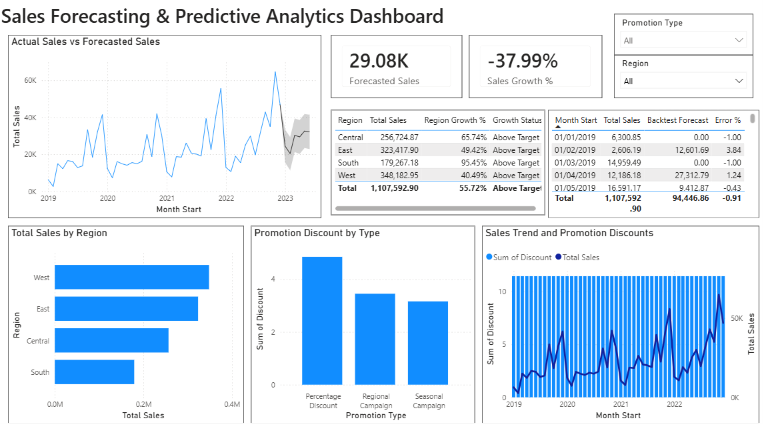 Sales Forecasting & Predictive Analytics Dashboard
Actual Sales vs Forecasted Sales
Total Sales
60K
40K
20K
0K
2019 2020 2021 2022 2023
Month Start
29.08K
Forecasted Sales
-37.99%
Sales Growth %
Promotion Type
All
Region
All
Region Total Sales Region Growth % Growth Status
Central 256,724.87 65.74% Above Target
East 323,417.90 49.42% Above Target
South 179,267.18 95.45% Above Target
West 348,182.95 40.49% Above Target
Total 1,107,592.90 55.72% Above Target
Month Start Total Sales Backtest Forecast Error %
01/01/2019 6,300.85 0.00 -1.00
01/02/2019 2,606.19 12,601.69 3.84
01/03/2019 14,959.49 0.00 -1.00
01/04/2019 12,186.18 27,312.79 1.24
01/05/2019 16,591.17 9,412.87 -0.43
Total 1,107,592 94,446.86 -0.91
.90
Total Sales by Region
Region
West
East
Central
South
0.0M 0.2M 0.4M
Total Sales
Promotion Discount by Type
Sum of Discount
4
2
0
Percentage Regional Seasonal
Discount Campaign Campaign
Promotion Type
Sales Trend and Promotion Discounts
Sum of Discount Total Sales
Sum of Discount
10
5
0
50K
0K
Total Sales
2019 2020 2021 2022
Month Start